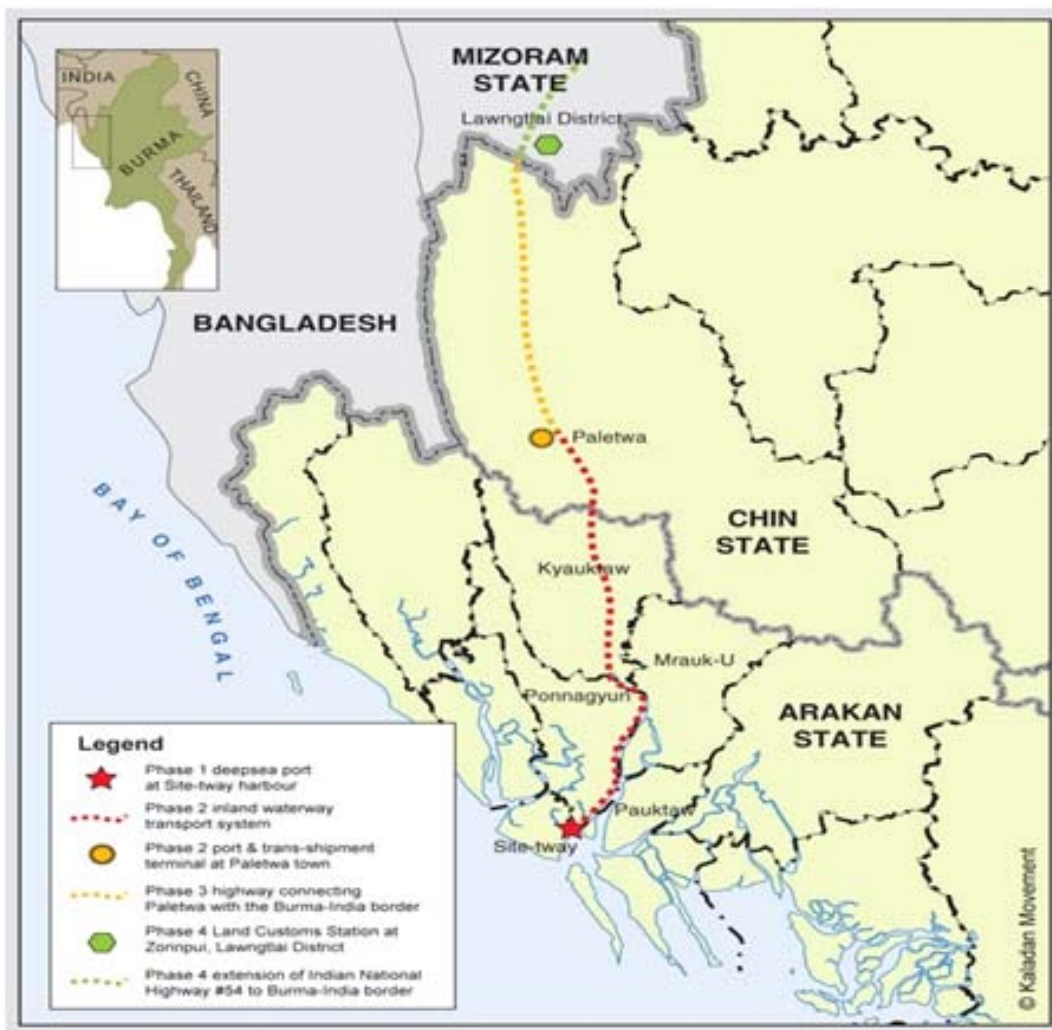 INDIA
CHINA
BURMA
THAILAND
MIZORAM
STATE
Lawngtlai District
BANGLADESH
Paletwa
CHIN
STATE
BAY OF BENGAL
Kyauktaw
Mrauk-U
Ponnagyun
ARAKAN
STATE
Pauktaw
Site-tway
Legend
Phase 1 deepsea port
at Site-tway harbour
Phase 2 inland waterway
transport system
Phase 2 port & trans-shipment
terminal at Paletwa town
Phase 3 highway connecting
Paletwa with the Burma-India border
Phase 4 Land Customs Station at
Zorinpui, Lawngtlai District
Phase 4 extension of Indian National
Highway #54 to Burma-India border
© Kaladan Movement